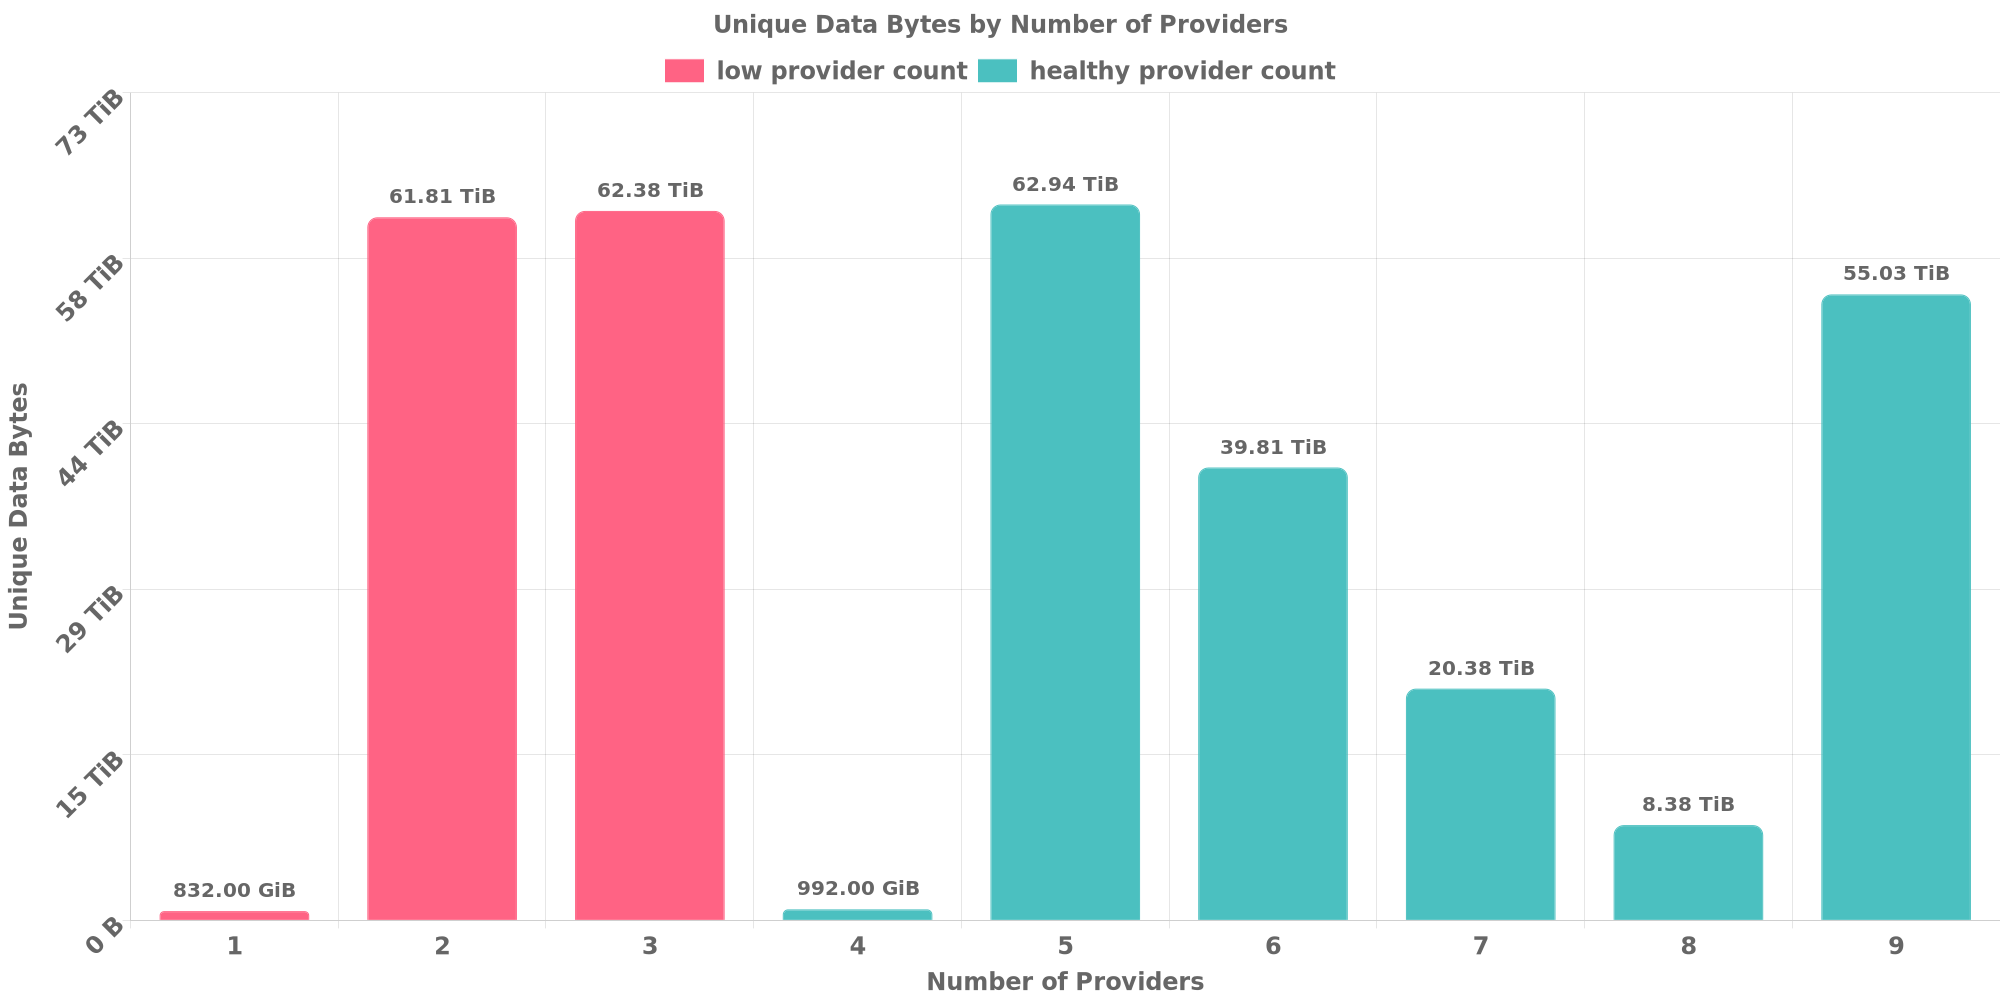 Unique Data Bytes by Number of Providers
low provider count healthy provider count
73 TiB
58 TiB
44 TiB
29 TiB
15 TiB
0 B
Unique Data Bytes
832.00 GiB
61.81 TiB
62.38 TiB
992.00 GiB
62.94 TiB
39.81 TiB
20.38 TiB
8.38 TiB
55.03 TiB
1 2 3 4 5 6 7 8 9
Number of Providers